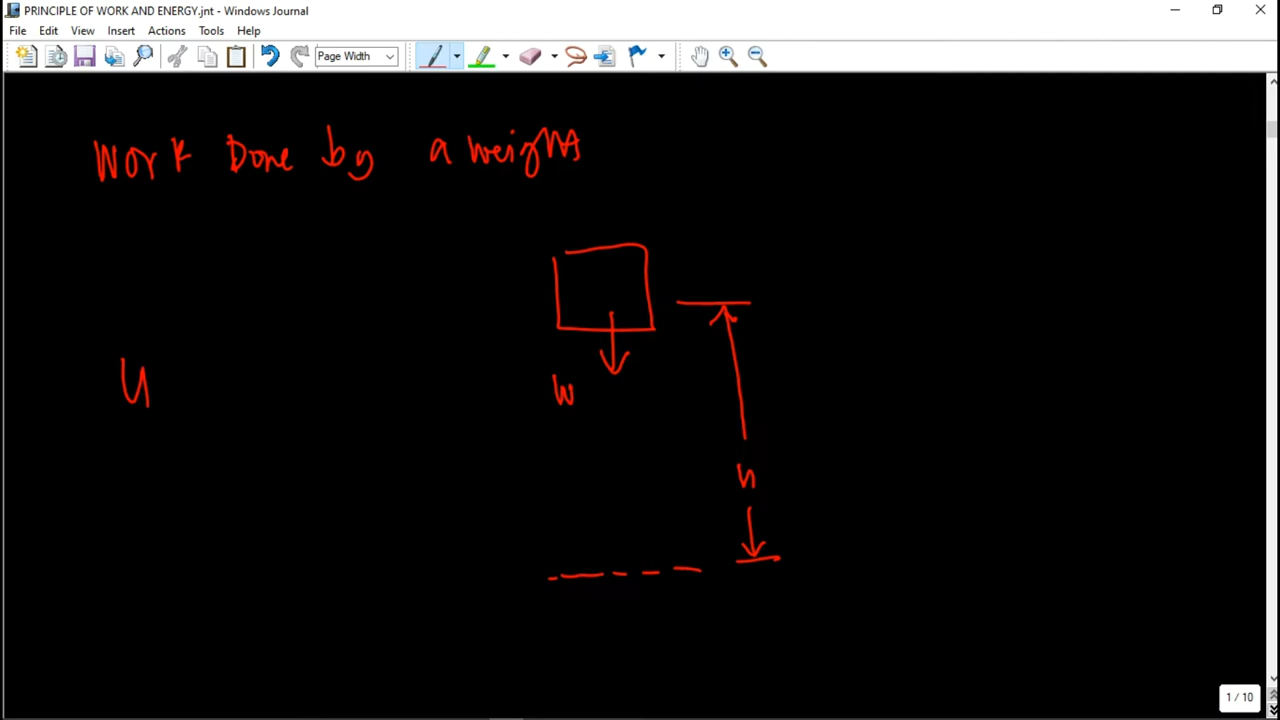 PRINCIPLE OF WORK AND ENERGY.jnt - Windows Journal
File Edit View Insert Actions Tools Help
Page Width
Work Done by a weight
W
U
h
1 / 10